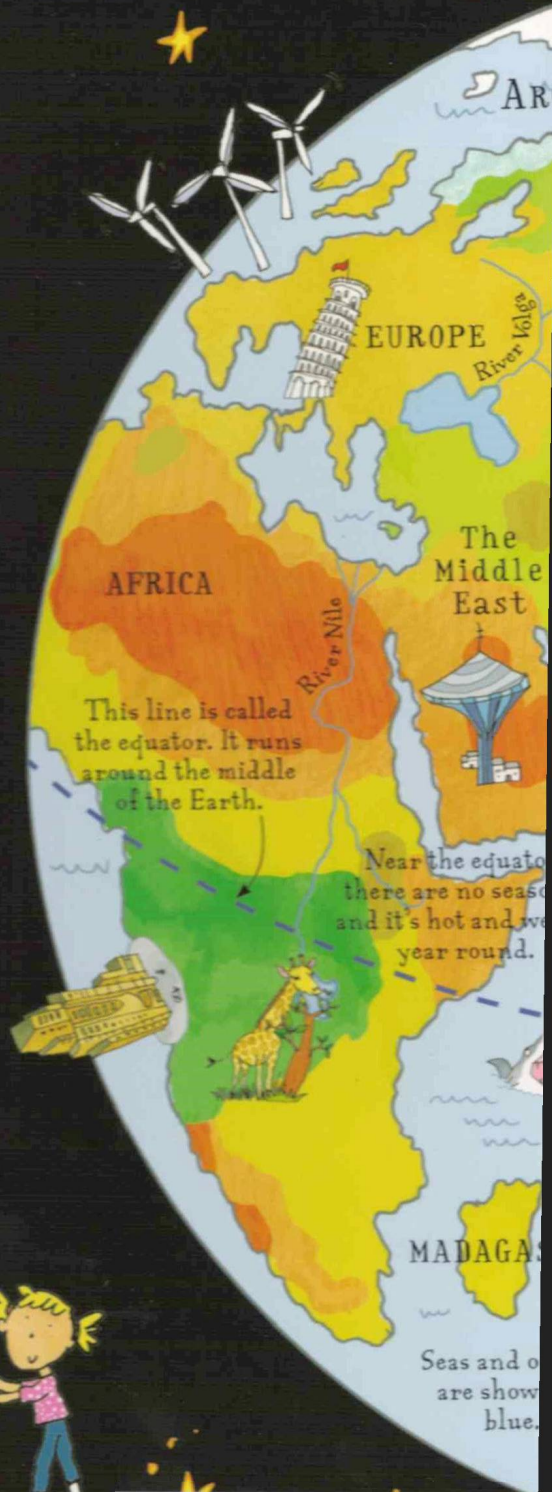 AR
EUROPE
River Volga
The
Middle
East
AFRICA
River Nile
This line is called
the equator. It runs
around the middle
of the Earth.
Near the equato
there are no seaso
and it's hot and we
year round.
MADAGAS
Seas and o
are show
blue.